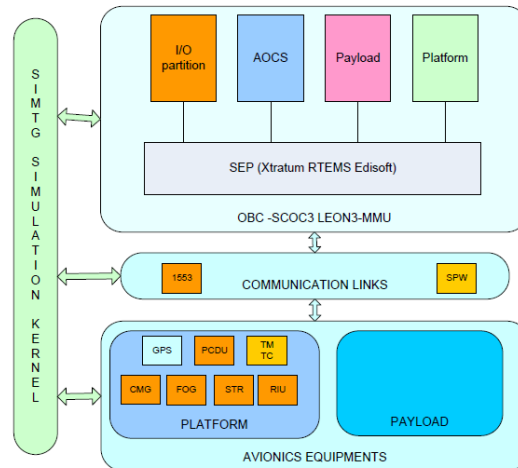 SIMTG SIMULATION KERNEL
I/O
partition
AOCS
Payload
Platform
SEP (Xtratum RTEMS Edisoft)
OBC -SCOC3 LEON3-MMU
1553
COMMUNICATION LINKS
SPW
GPS
PCDU
TM
TC
CMG
FOG
STR
RIU
PLATFORM
PAYLOAD
AVIONICS EQUIPMENTS